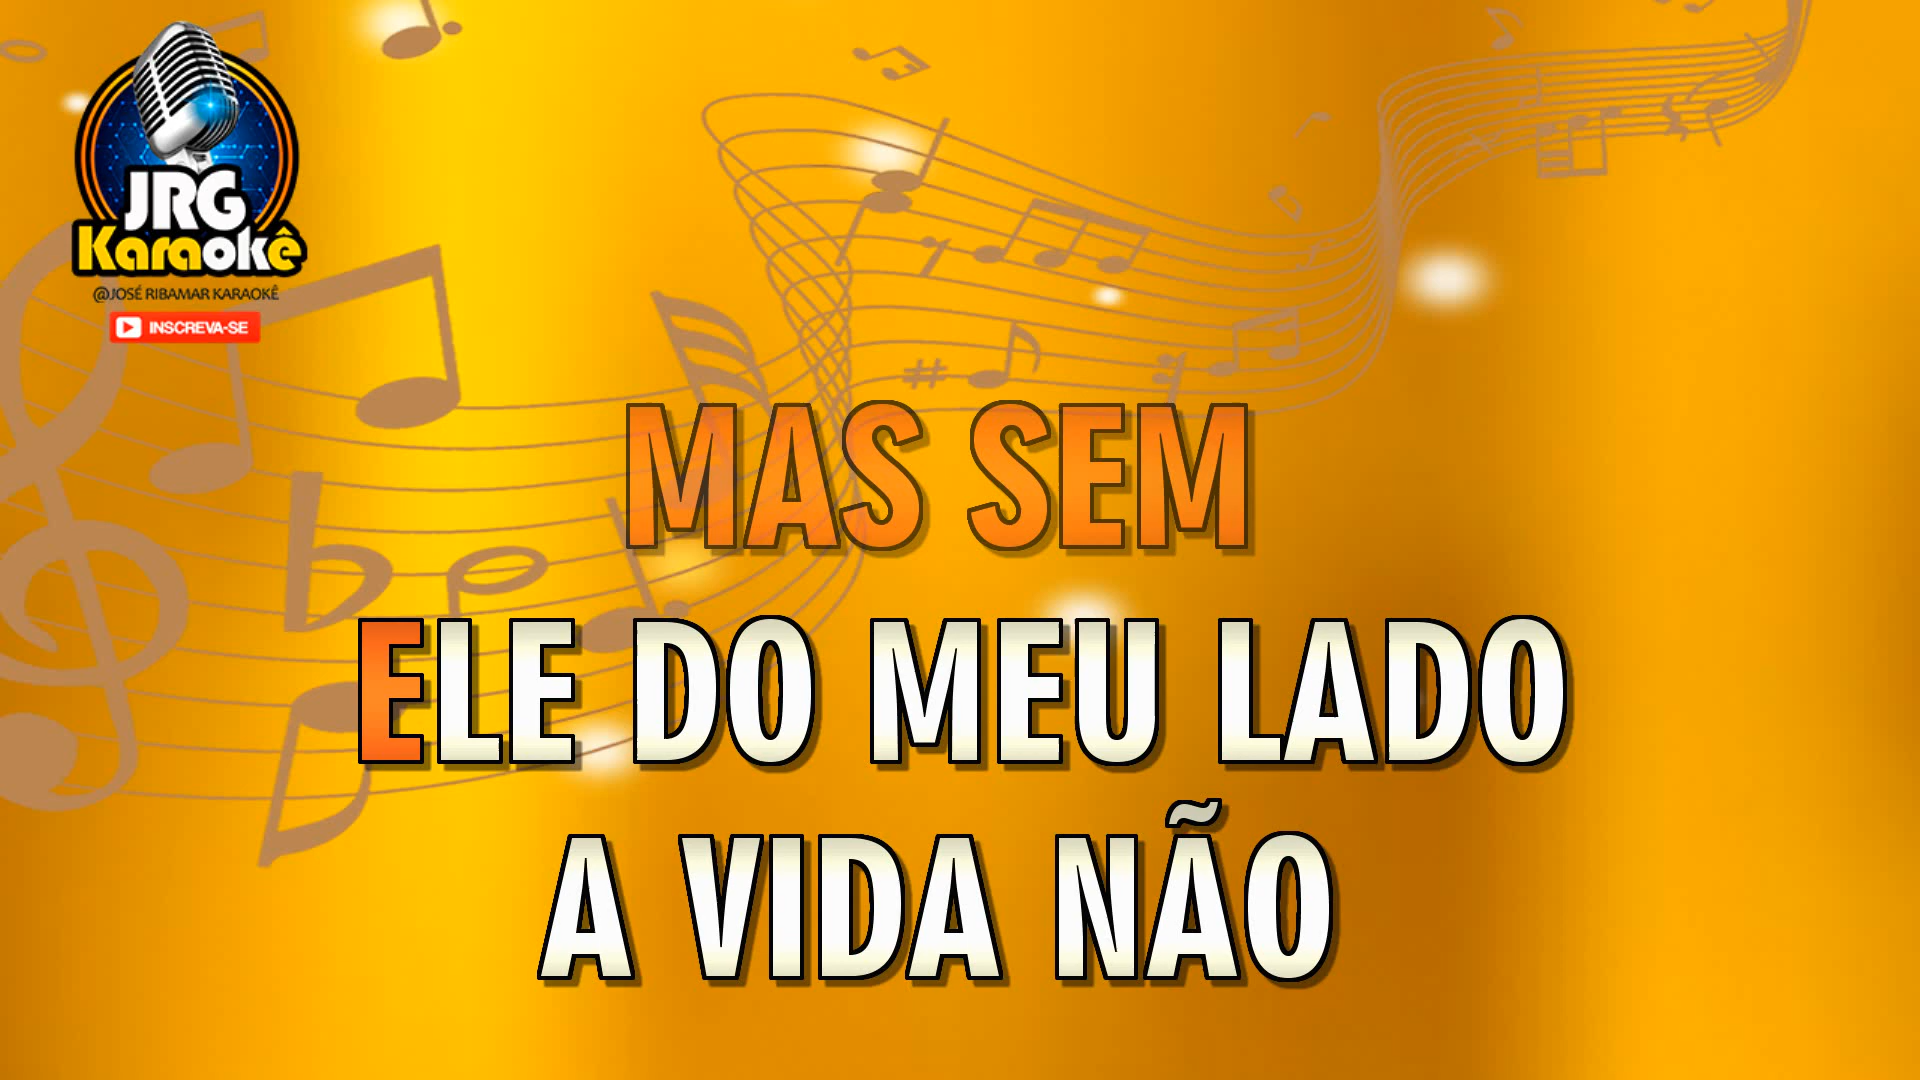 JRG
Karaokê
@JOSÉ RIBAMAR KARAOKÊ
INSCREVA-SE
MAS SEM
ELE DO MEU LADO
A VIDA NÃO